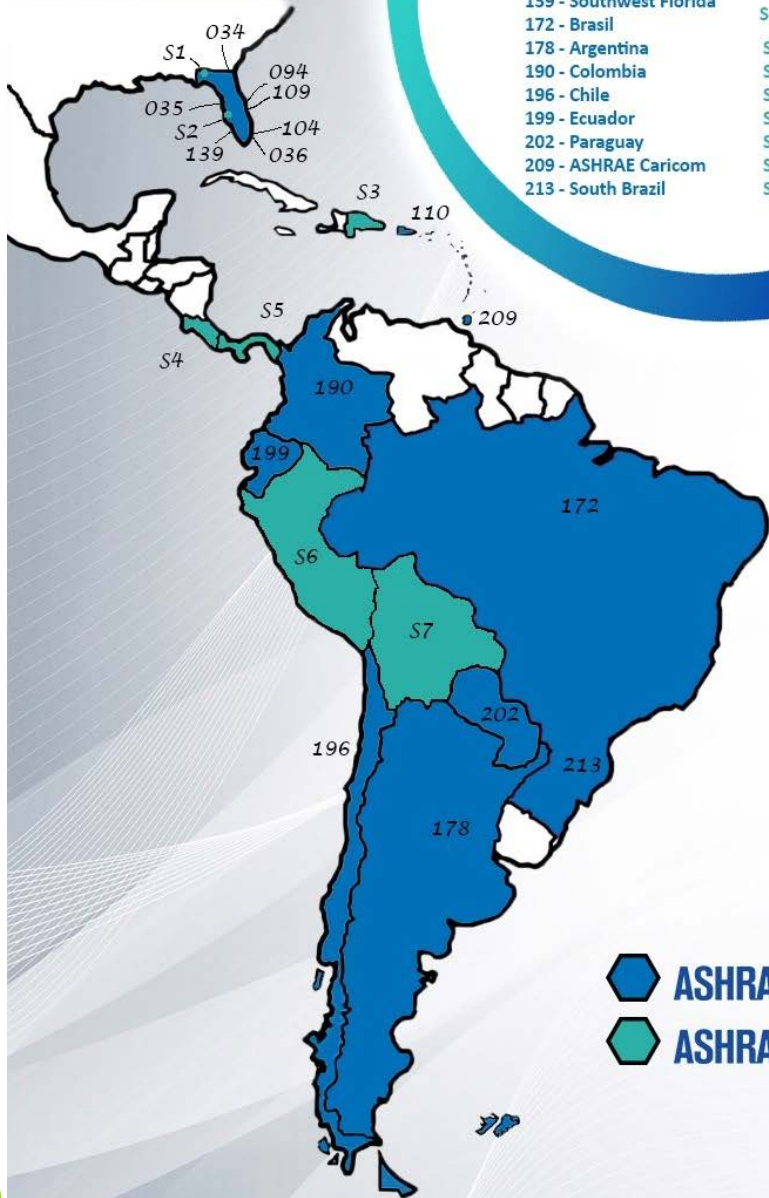 139 - Southwest Florida
172 - Brasil
S
178 - Argentina
S
190 - Colombia
S
196 - Chile
S
199 - Ecuador
S
202 - Paraguay
S
209 - ASHRAE Caricom
S
213 - South Brazil
S
034
S1
094
035
109
S2
104
139
036
S3
110
S5
209
S4
190
199
172
S6
S7
202
196
213
178
ASHRA
ASHRA